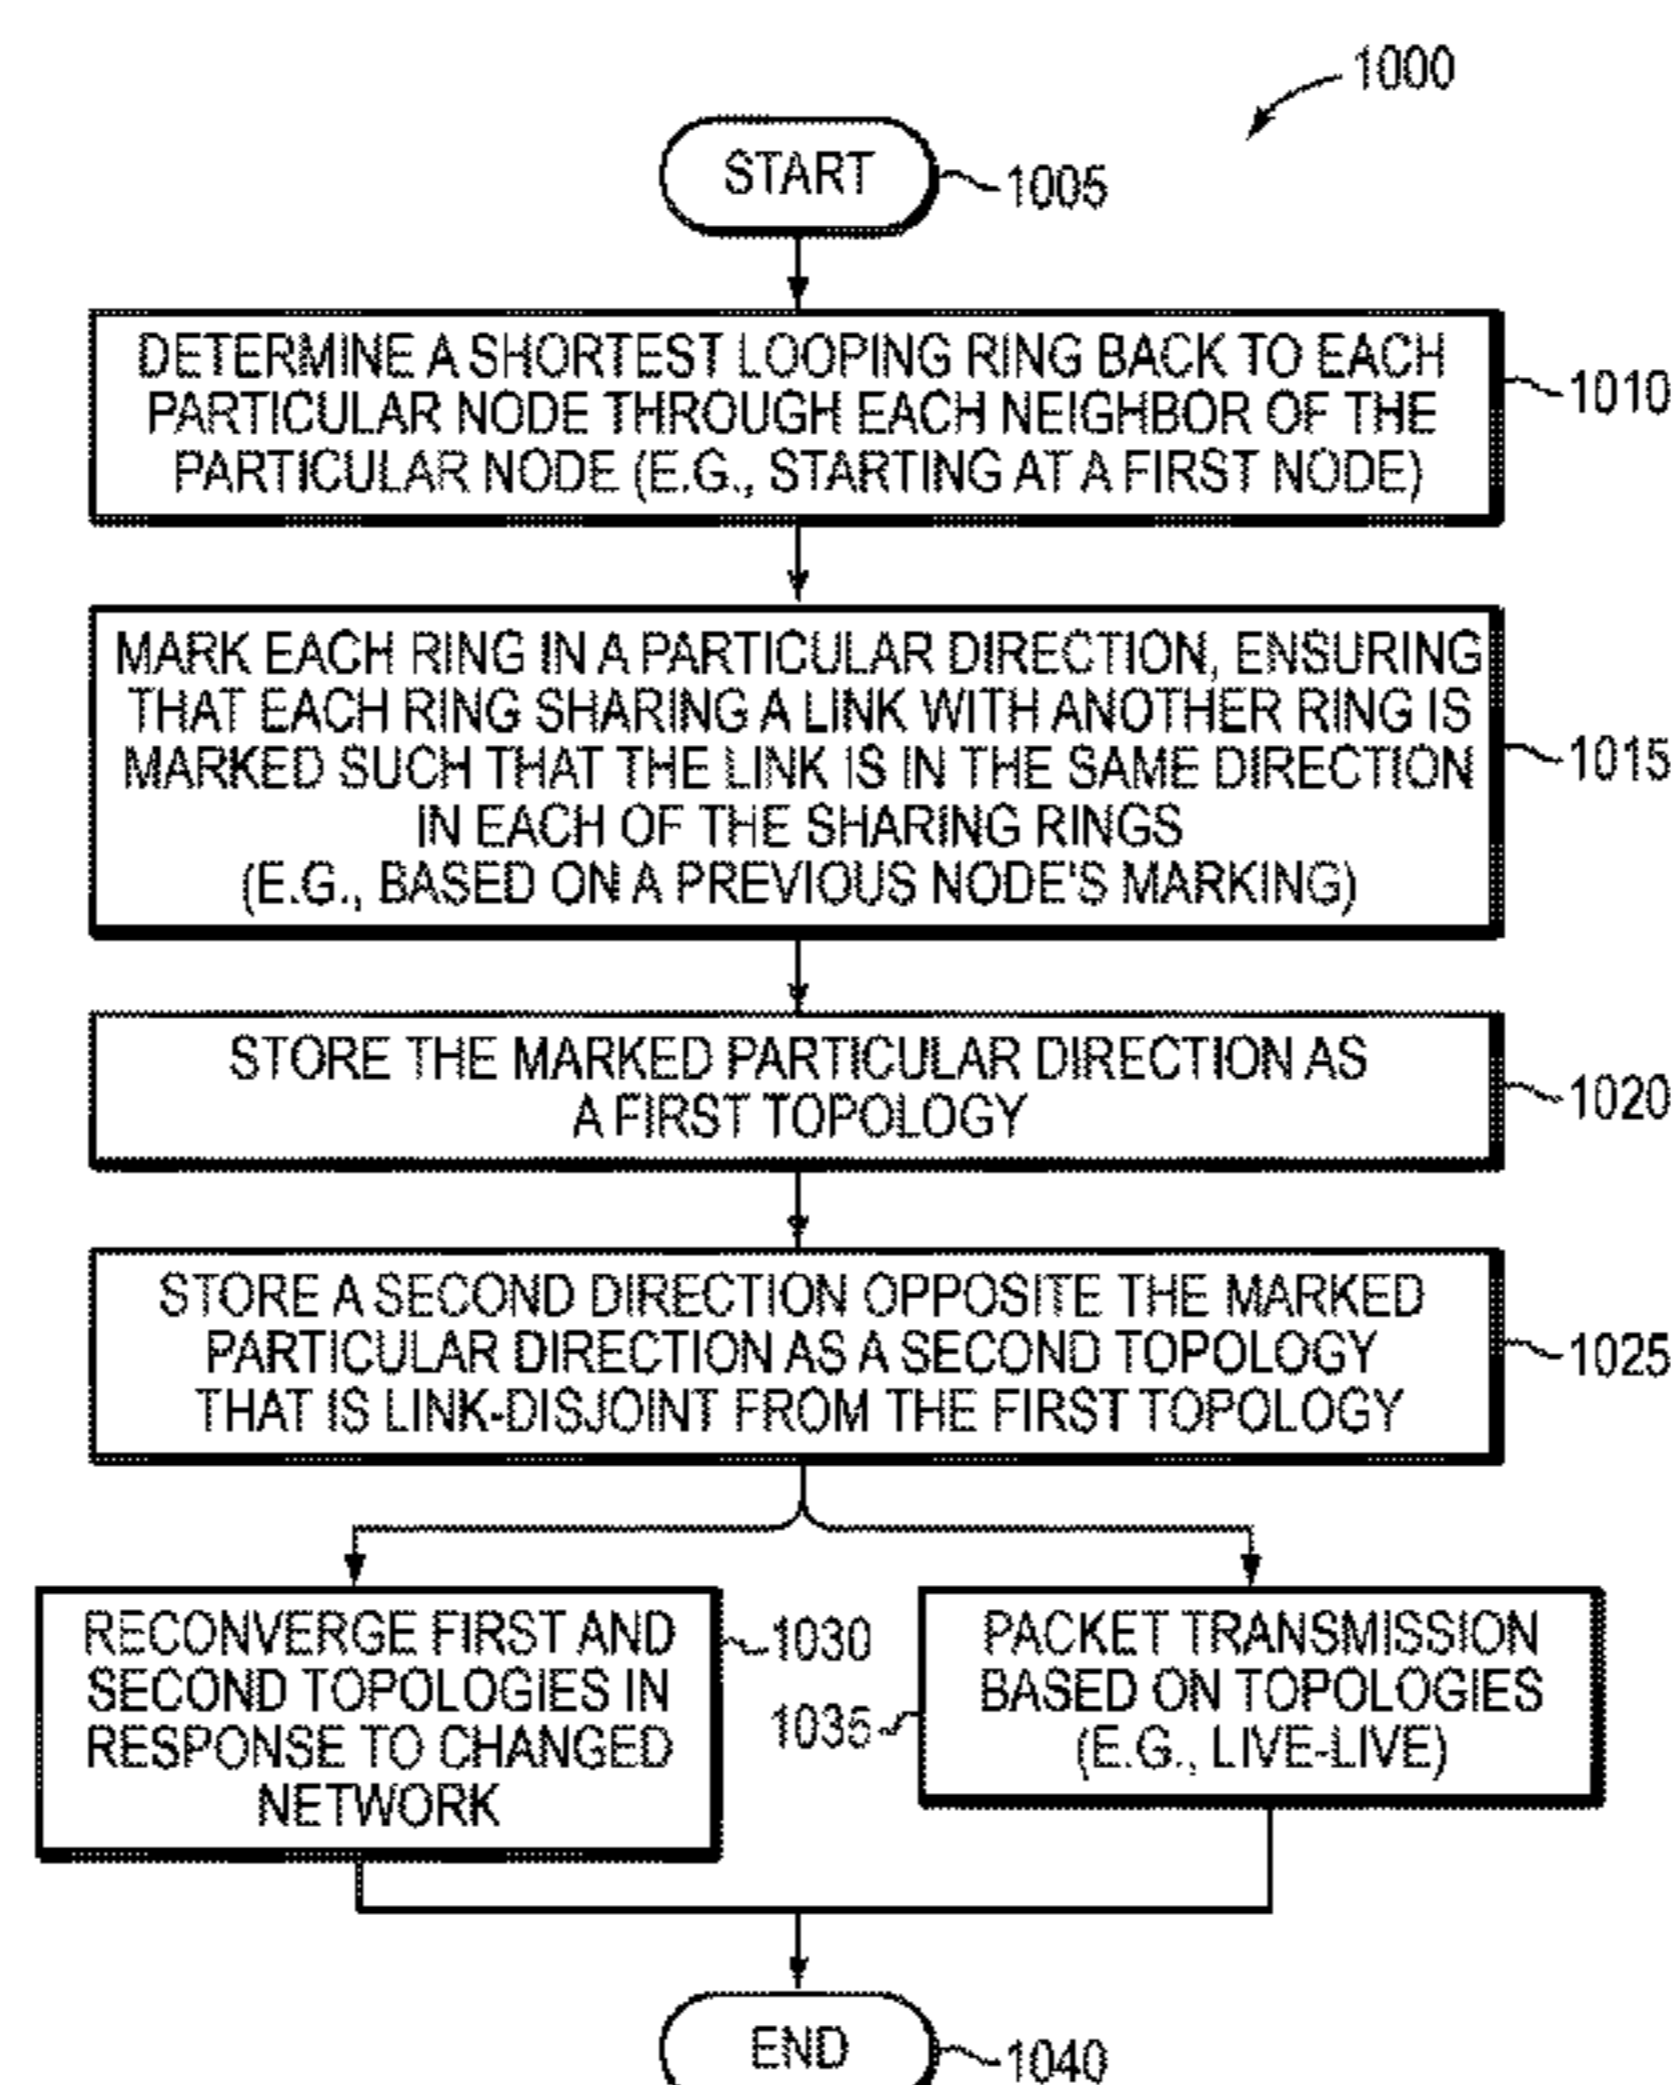 1000
START
1005
DETERMINE A SHORTEST LOOPING RING BACK TO EACH
PARTICULAR NODE THROUGH EACH NEIGHBOR OF THE
PARTICULAR NODE (E.G., STARTING AT A FIRST NODE)
1010
MARK EACH RING IN A PARTICULAR DIRECTION, ENSURING
THAT EACH RING SHARING A LINK WITH ANOTHER RING IS
MARKED SUCH THAT THE LINK IS IN THE SAME DIRECTION
IN EACH OF THE SHARING RINGS
(E.G., BASED ON A PREVIOUS NODE'S MARKING)
1015
STORE THE MARKED PARTICULAR DIRECTION AS
A FIRST TOPOLOGY
1020
STORE A SECOND DIRECTION OPPOSITE THE MARKED
PARTICULAR DIRECTION AS A SECOND TOPOLOGY
THAT IS LINK-DISJOINT FROM THE FIRST TOPOLOGY
1025
RECONVERGE FIRST AND
SECOND TOPOLOGIES IN
RESPONSE TO CHANGED
NETWORK
1030
1035
PACKET TRANSMISSION
BASED ON TOPOLOGIES
(E.G., LIVE-LIVE)
END
1040